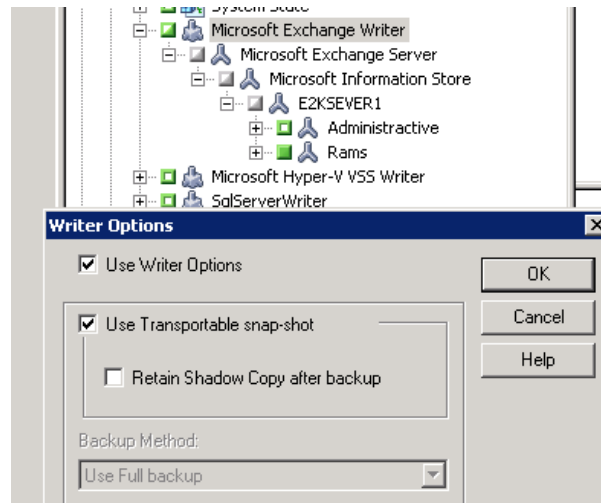 System State
Microsoft Exchange Writer
Microsoft Exchange Server
Microsoft Information Store
E2KSEVER1
Administractive
Rams
Microsoft Hyper-V VSS Writer
SqlServerWriter
Writer Options
Use Writer Options
OK
Use Transportable snap-shot
Cancel
Help
Retain Shadow Copy after backup
Backup Method:
Use Full backup